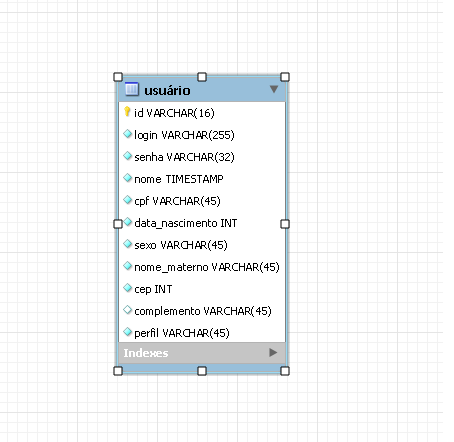 usuário
id VARCHAR(16)
login VARCHAR(255)
senha VARCHAR(32)
nome TIMESTAMP
cpf VARCHAR(45)
data_nascimento INT
sexo VARCHAR(45)
nome_materno VARCHAR(45)
cep INT
complemento VARCHAR(45)
perfil VARCHAR(45)
Indexes